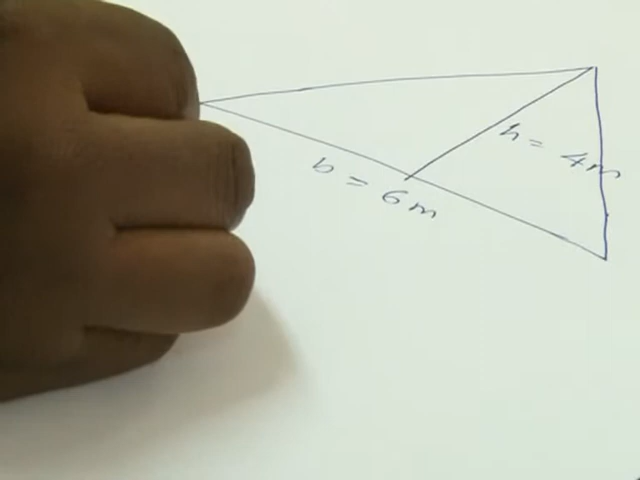 h = 4m
b = 6m